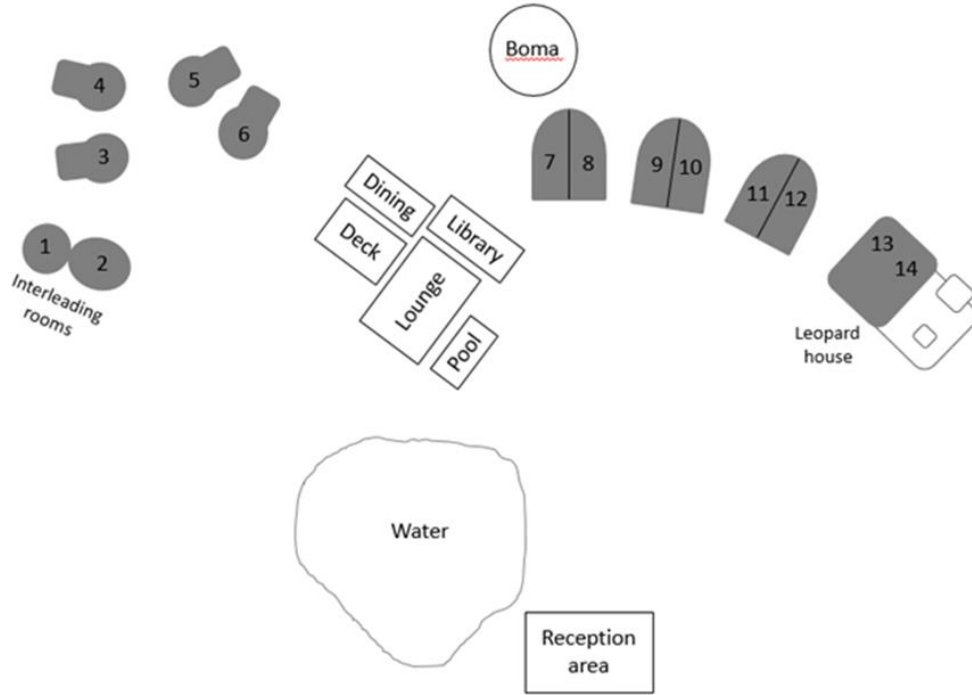 Boma
4
5
6
3
7
8
9
10
11
12
Dining
Library
Deck
1
2
Interleading
rooms
Lounge
Pool
13
14
Leopard
house
Water
Reception
area